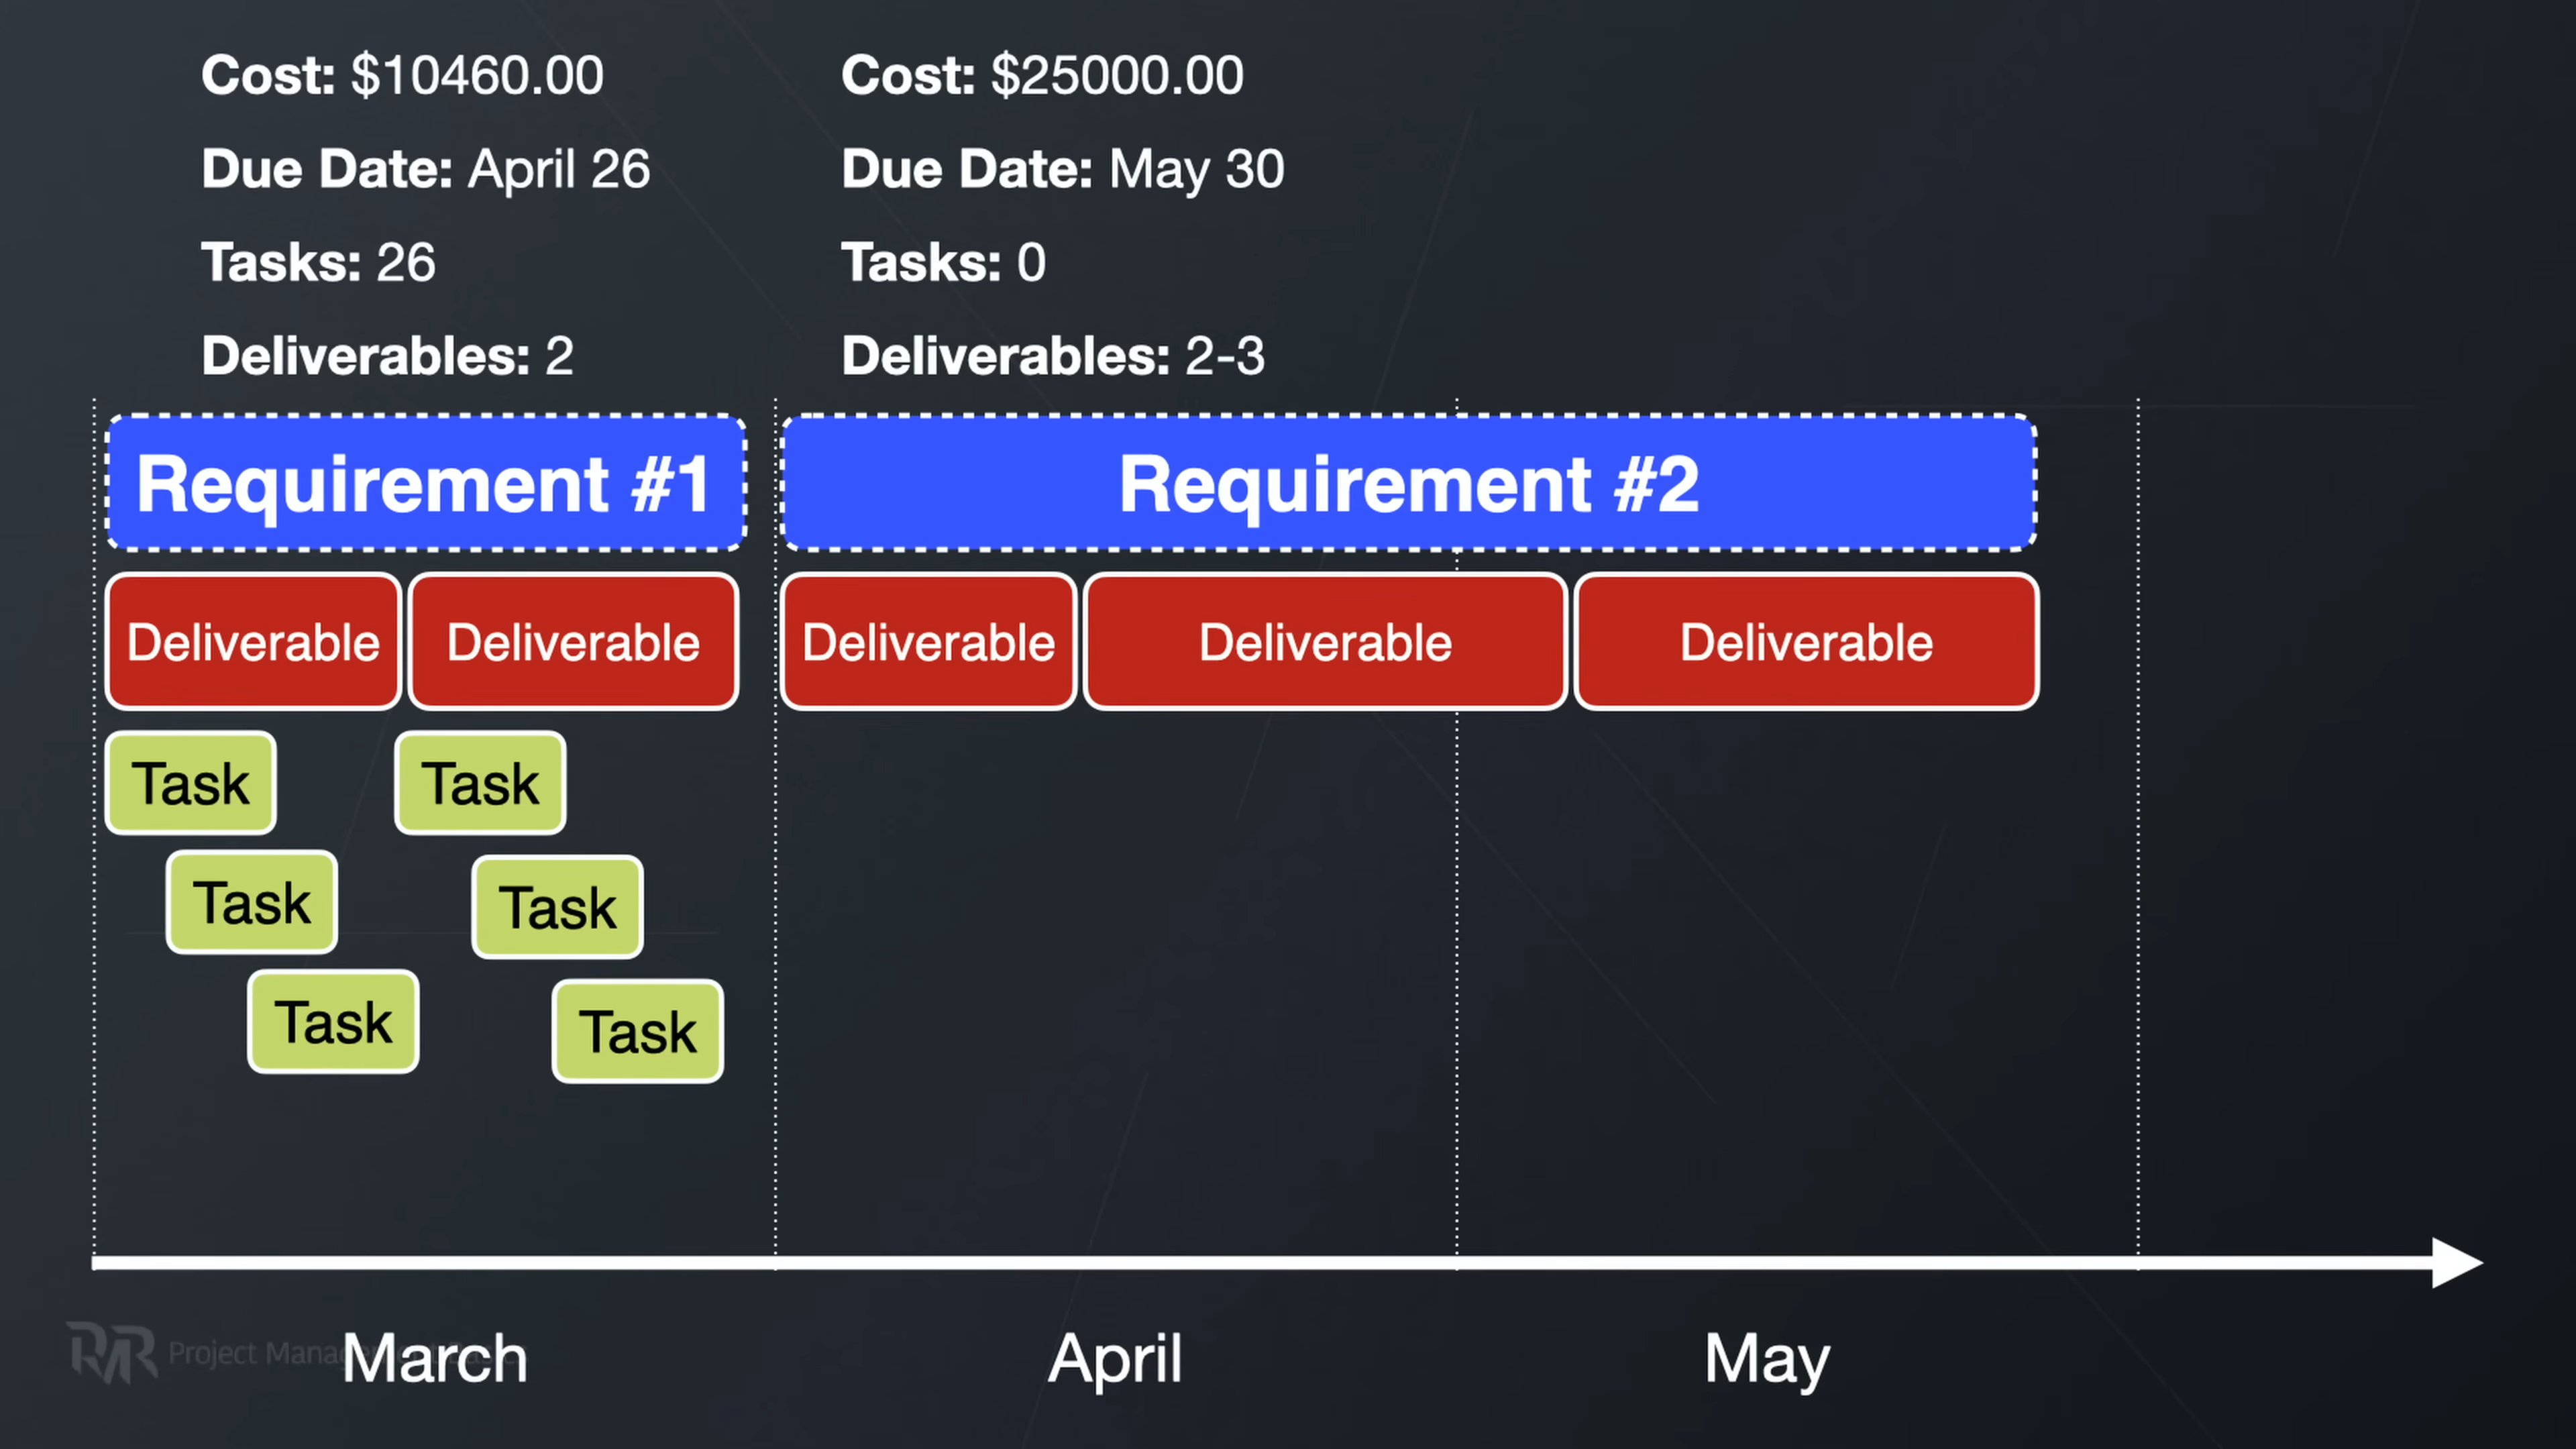 Cost: $10460.00
Due Date: April 26
Tasks: 26
Deliverables: 2
Cost: $25000.00
Due Date: May 30
Tasks: 0
Deliverables: 2-3
Requirement #1
Requirement #2
Deliverable
Deliverable
Deliverable
Deliverable
Deliverable
Task
Task
Task
Task
Task
Task
March
April
May
Project